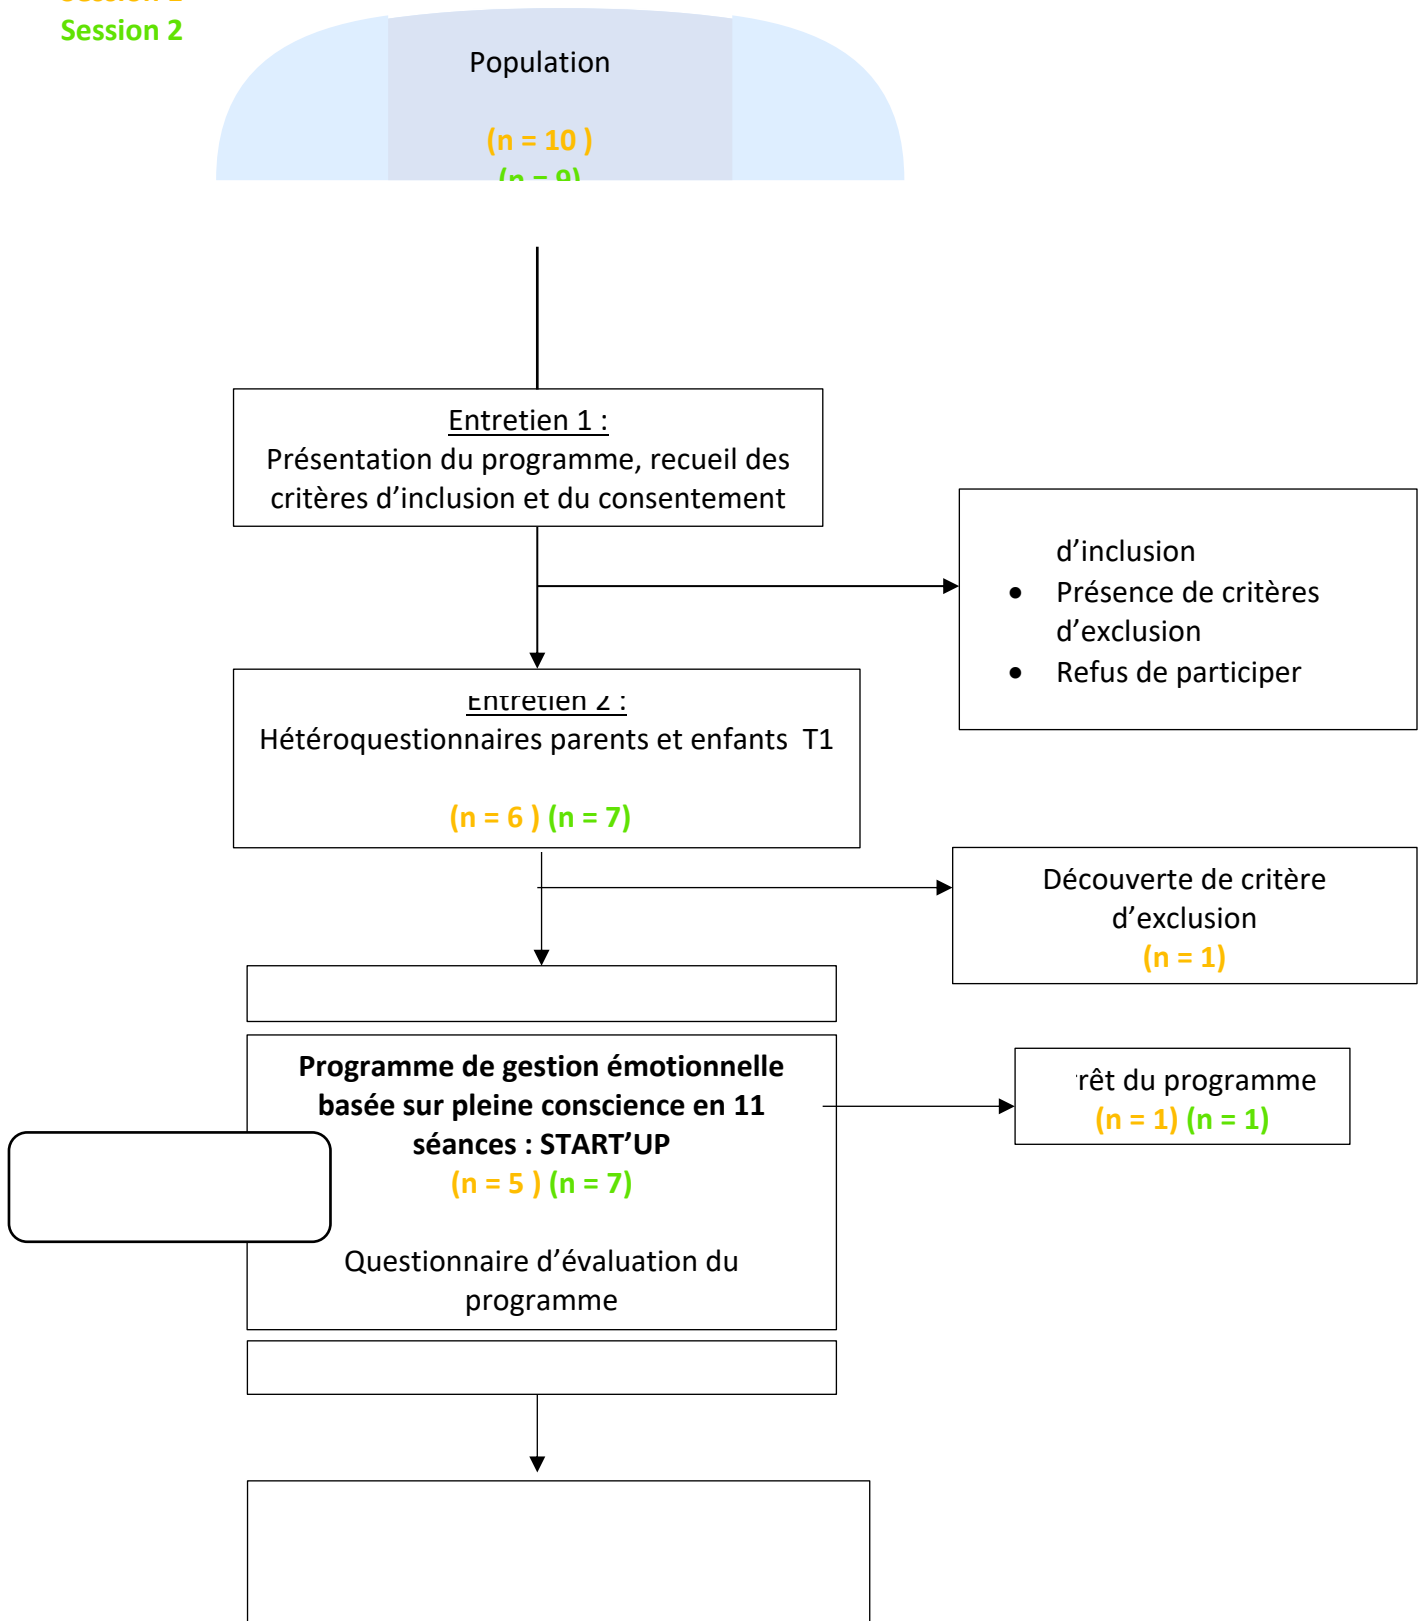 Session 2
Population
(n = 10 )
(n = 9)
Entretien 1 :
Présentation du programme, recueil des
critères d’inclusion et du consentement
d’inclusion
• Présence de critères
d’exclusion
• Refus de participer
Entretien 2 :
Hétéroquestionnaires parents et enfants T1
(n = 6 ) (n = 7)
Découverte de critère
d’exclusion
(n = 1)
Programme de gestion émotionnelle
basée sur pleine conscience en 11
séances : START’UP
(n = 5 ) (n = 7)
Questionnaire d’évaluation du
programme
rêt du programme
(n = 1) (n = 1)